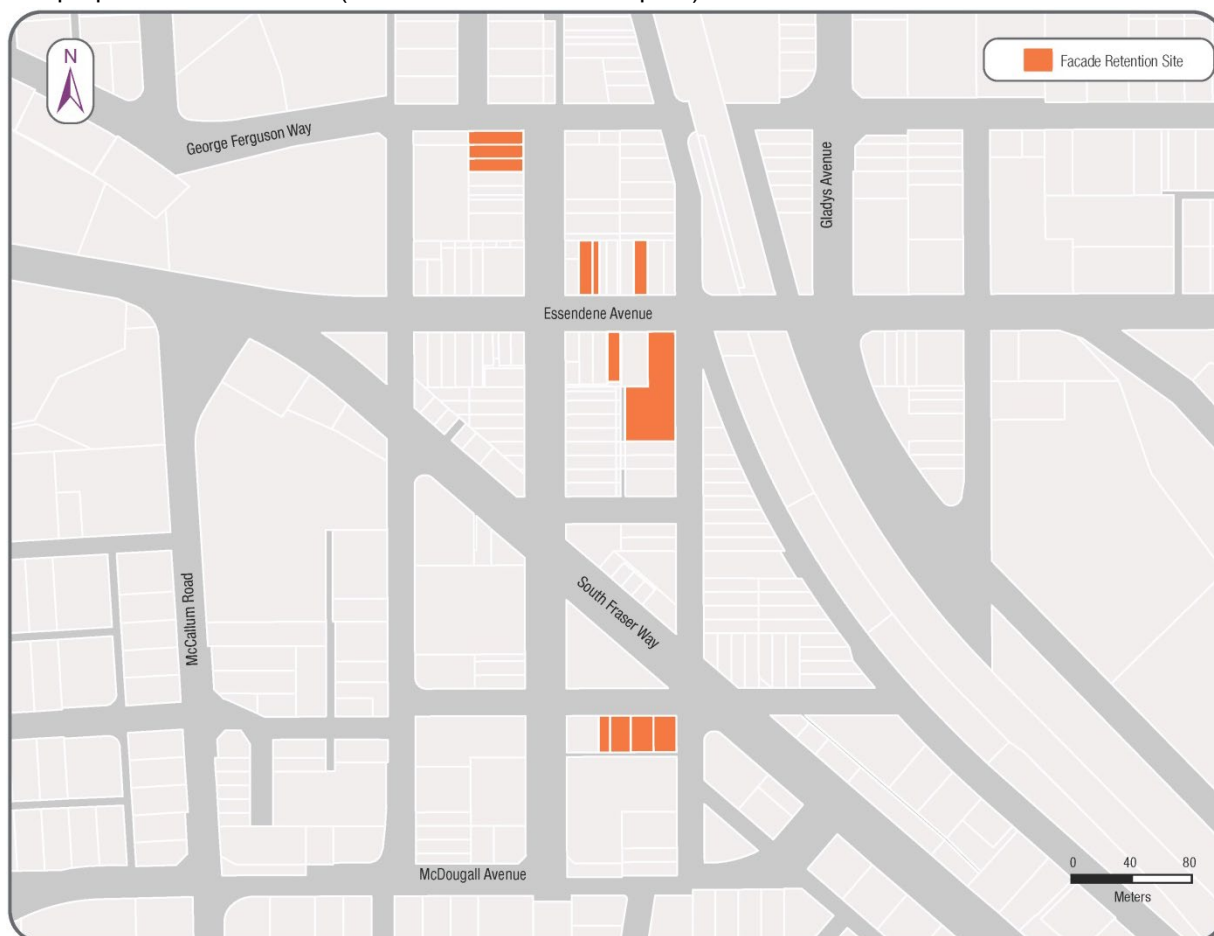 N
Facade Retention Site
George Ferguson Way
Gladys Avenue
Essendene Avenue
South Fraser Way
McCallum Road
McDougall Avenue
0 40 80
Meters